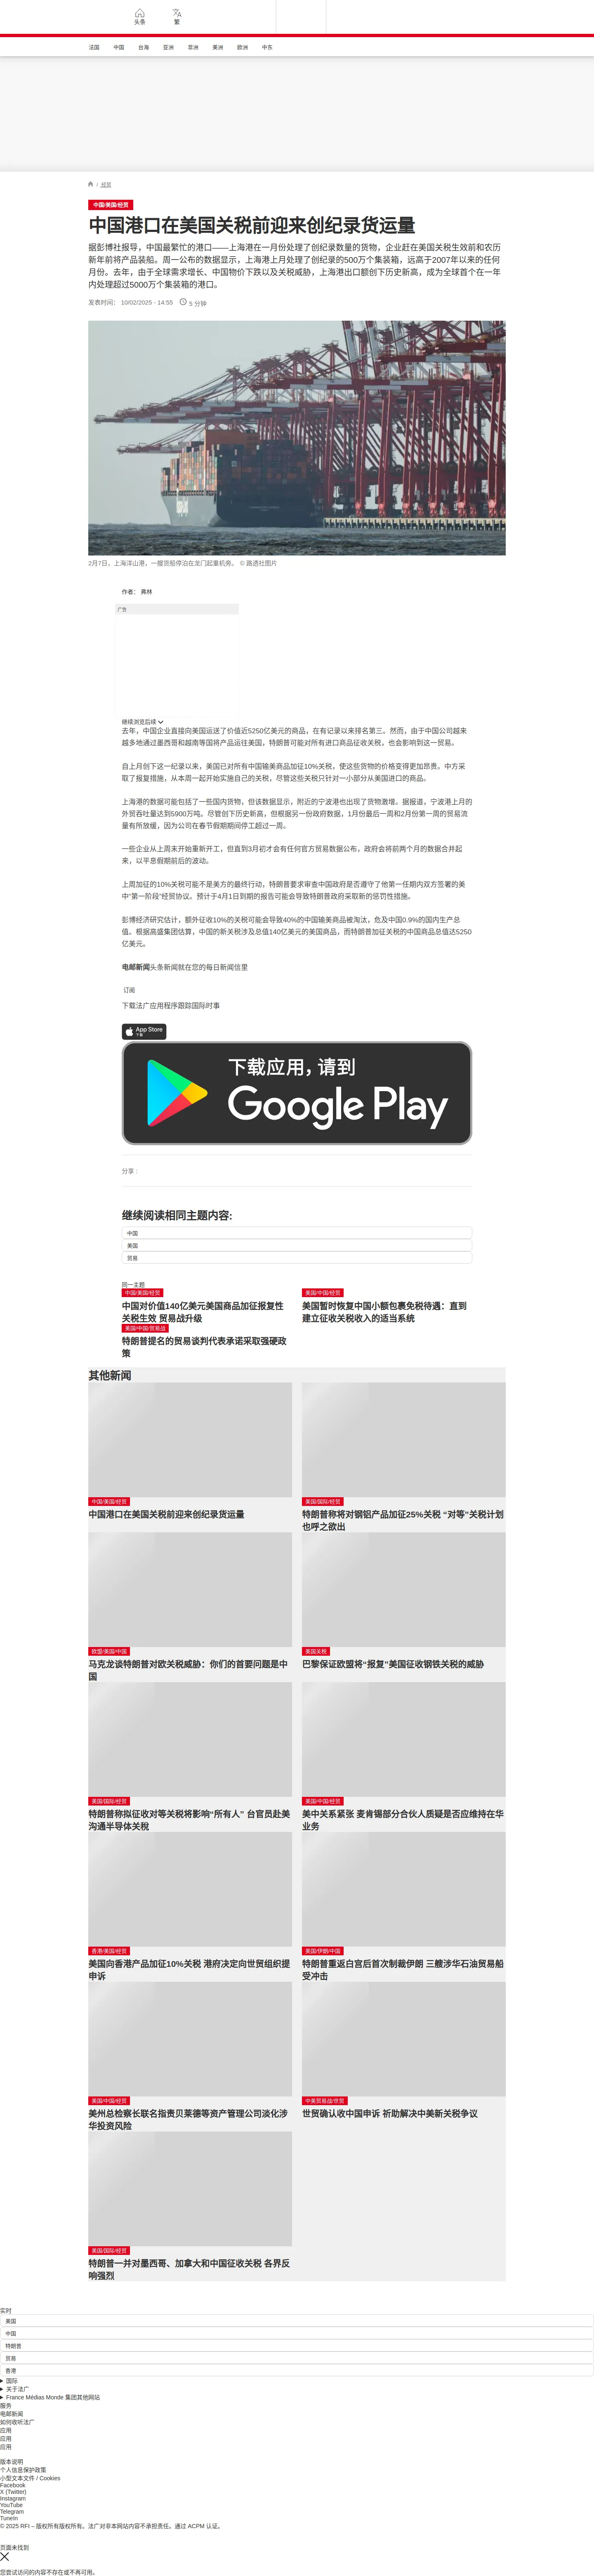 头条
繁
法国
中国
台海
亚洲
非洲
美洲
欧洲
中东
/ 经贸
中国/美国/经贸
中国港口在美国关税前迎来创纪录货运量
据彭博社报导，中国最繁忙的港口——上海港在一月份处理了创纪录数量的货物，企业赶在美国关税生效前和农历
新年前将产品装船。周一公布的数据显示，上海港上月处理了创纪录的500万个集装箱，远高于2007年以来的任何
月份。去年，由于全球需求增长、中国物价下跌以及关税威胁，上海港出口额创下历史新高，成为全球首个在一年
内处理超过5000万个集装箱的港口。
发表时间： 10/02/2025 - 14:55
5 分钟
2月7日，上海洋山港，一艘货船停泊在龙门起重机旁。 © 路透社图片
作者： 弗林
广告
继续浏览后续
去年，中国企业直接向美国运送了价值近5250亿美元的商品，在有记录以来排名第三。然而，由于中国公司越来
越多地通过墨西哥和越南等国将产品运往美国，特朗普可能对所有进口商品征收关税，也会影响到这一贸易。
自上月创下这一纪录以来，美国已对所有中国输美商品加征10%关税，使这些货物的价格变得更加昂贵。中方采
取了报复措施，从本周一起开始实施自己的关税，尽管这些关税只针对一小部分从美国进口的商品。
上海港的数据可能包括了一些国内货物，但该数据显示，附近的宁波港也出现了货物激增。据报道，宁波港上月的
外贸吞吐量达到5900万吨。尽管创下历史新高，但根据另一份政府数据，1月份最后一周和2月份第一周的贸易流
量有所放缓，因为公司在春节假期期间停工超过一周。
一些企业从上周末开始重新开工，但直到3月初才会有任何官方贸易数据公布，政府会将前两个月的数据合并起
来，以平息假期前后的波动。
上周加征的10%关税可能不是美方的最终行动，特朗普要求审查中国政府是否遵守了他第一任期内双方签署的美
中“第一阶段”经贸协议。预计于4月1日到期的报告可能会导致特朗普政府采取新的惩罚性措施。
彭博经济研究估计，额外征收10%的关税可能会导致40%的中国输美商品被淘汰，危及中国0.9%的国内生产总
值。根据高盛集团估算，中国的新关税涉及总值140亿美元的美国商品，而特朗普加征关税的中国商品总值达5250
亿美元。
电邮新闻头条新闻就在您的每日新闻信里
订阅
下载法广应用程序跟踪国际时事
App Store
下载
下载应用，请到
Google Play
分享 :
继续阅读相同主题内容:
中国
美国
贸易
同一主题
中国/美国/经贸
中国对价值140亿美元美国商品加征报复性
关税生效 贸易战升级
美国/中国/经贸
美国暂时恢复中国小额包裹免税待遇：直到
建立征收关税收入的适当系统
美国/中国/贸易战
特朗普提名的贸易谈判代表承诺采取强硬政
策
其他新闻
中国/美国/经贸
中国港口在美国关税前迎来创纪录货运量
美国/国际/经贸
特朗普称将对钢铝产品加征25%关税 “对等”关税计划
也呼之欲出
欧盟/美国/中国
马克龙谈特朗普对欧关税威胁：你们的首要问题是中
国
美国关税
巴黎保证欧盟将“报复”美国征收钢铁关税的威胁
美国/国际/经贸
特朗普称拟征收对等关税将影响“所有人” 台官员赴美
沟通半导体关税
美国/中国/经贸
美中关系紧张 麦肯锡部分合伙人质疑是否应维持在华
业务
香港/美国/经贸
美国向香港产品加征10%关税 港府决定向世贸组织提
申诉
美国/伊朗/中国
特朗普重返白宫后首次制裁伊朗 三艘涉华石油贸易船
受冲击
美国/中国/经贸
美州总检察长联名指责贝莱德等资产管理公司淡化涉
华投资风险
中美贸易战/世贸
世贸确认收中国申诉 祈助解决中美新关税争议
美国/国际/经贸
特朗普一并对墨西哥、加拿大和中国征收关税 各界反
响强烈
实时
美国
中国
特朗普
贸易
香港
国际
关于法广
France Médias Monde 集团其他网站
服务
电邮新闻
如何收听法广
应用
应用
应用
版本说明
个人信息保护政策
小型文本文件 / Cookies
Facebook
X (Twitter)
Instagram
YouTube
Telegram
TuneIn
© 2025 RFI – 版权所有版权所有。法广对非本网站内容不承担责任。通过 ACPM 认证。
页面未找到
您尝试访问的内容不存在或不再可用。